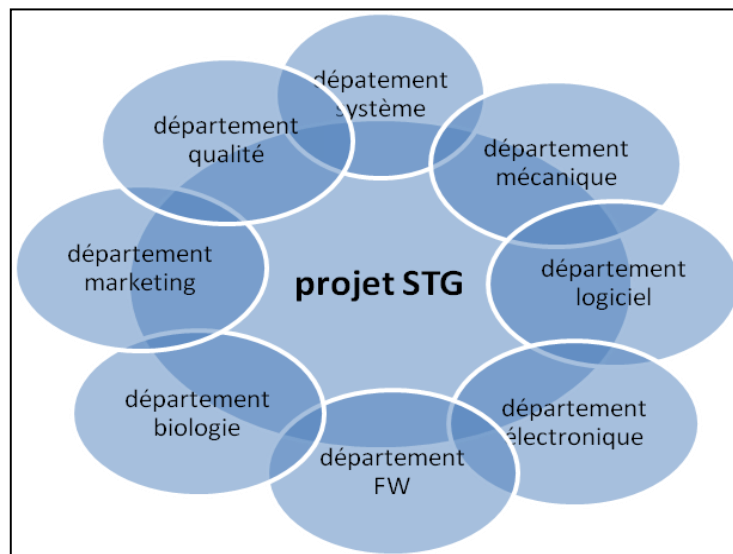 dépatement
système
département
qualité
département
mécanique
département
marketing
projet STG
département
logiciel
département
biologie
département
électronique
département
FW